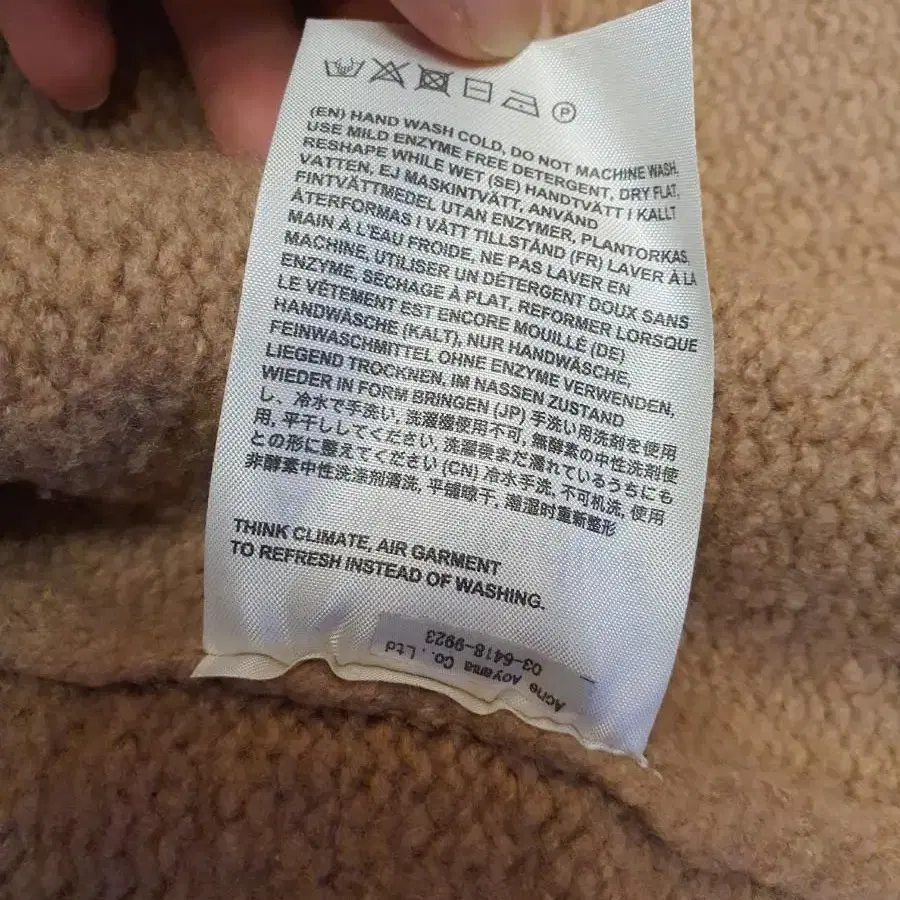 P
(EN) HAND WASH COLD, DO NOT MACHINE WASH,
USE MILD ENZYME FREE DETERGENT, DRY FLAT,
RESHAPE WHILE WET (SE) HANDTVÄTT I KALLT
VATTEN, EJ MASKINTVÄTT, ANVÄND
FINTVÄTTMEDEL UTAN ENZYMER, PLANTORKAS,
ÅTERFORMAS I VÅTT TILLSTÅND (FR) LAVER À LA
MAIN À L'EAU FROIDE, NE PAS LAVER EN
MACHINE, UTILISER UN DÉTERGENT DOUX SANS
ENZYME, SÉCHAGE À PLAT, REFORMER LORSQUE
LE VÊTEMENT EST ENCORE MOUILLÉ (DE)
HANDWÄSCHE (KALT), NUR HANDWÄSCHE,
FEINWASCHMITTEL OHNE ENZYME VERWENDEN,
LIEGEND TROCKNEN, IM NASSEN ZUSTAND
WIEDER IN FORM BRINGEN (JP) 手洗い用洗剤を使用
し、冷水で手洗い, 洗濯機使用不可, 無酵素の中性洗剤使
用, 平干ししてください, 洗濯後まだ濡れているうちにも
との形に整えてください (CN) 冷水手洗, 不可机洗, 使用
非酵素中性洗涤剂清洗, 平铺晾干, 潮湿时重新整形
THINK CLIMATE, AIR GARMENT
TO REFRESH INSTEAD OF WASHING.
Acne Aoyama Co., Ltd
03-6418-9923